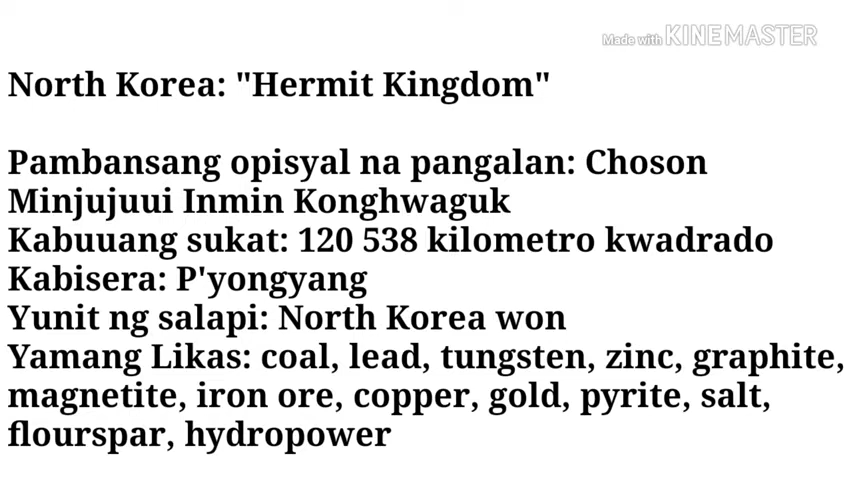 Made with KINEMASTER
North Korea: "Hermit Kingdom"
Pambansang opisyal na pangalan: Choson
Minjujuui Inmin Konghwaguk
Kabuuang sukat: 120 538 kilometro kwadrado
Kabisera: P'yongyang
Yunit ng salapi: North Korea won
Yamang Likas: coal, lead, tungsten, zinc, graphite,
magnetite, iron ore, copper, gold, pyrite, salt,
flourspar, hydropower